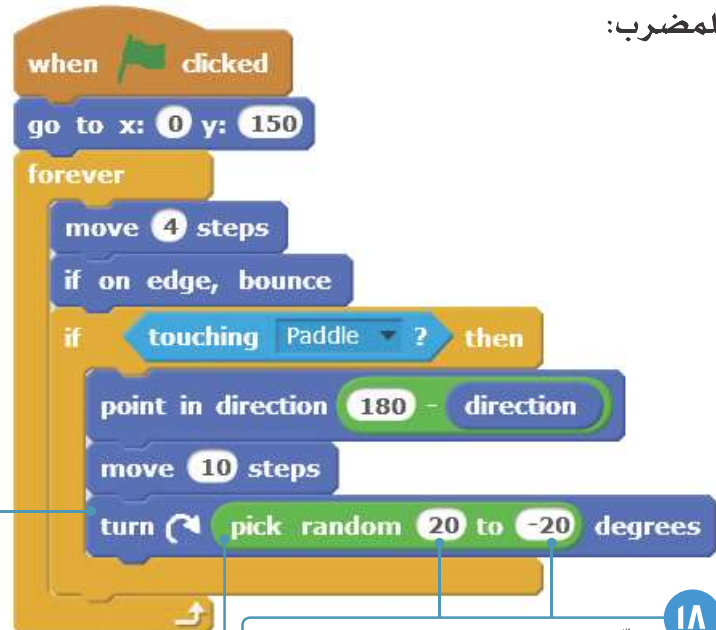 لمضرب:
when clicked
go to x: 0 y: 150
forever
move 4 steps
if on edge, bounce
if touching Paddle ? then
point in direction 180 - direction
move 10 steps
turn pick random 20 to -20 degrees
١٨